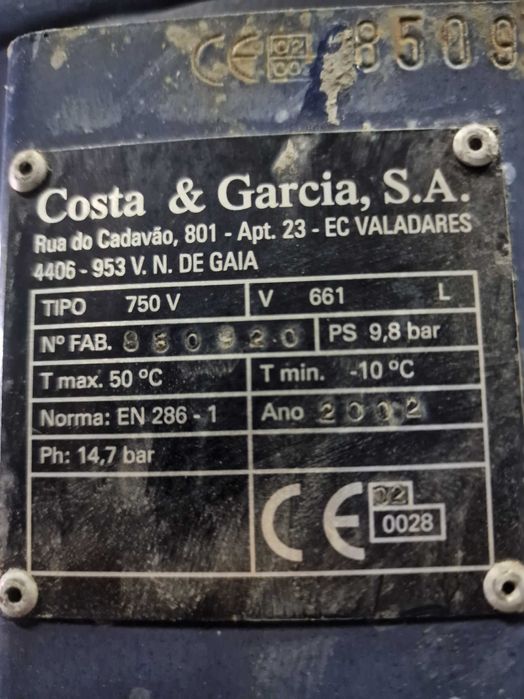 CE 02 8509
Costa & Garcia, S.A.
Rua do Cadavão, 801 - Apt. 23 - EC VALADARES
4406 - 953 V. N. DE GAIA
TIPO 750 V V 661 L
Nº FAB. 850920 PS 9,8 bar
T max. 50 ºC T min. -10 ºC
Norma: EN 286 - 1 Ano 2002
Ph: 14,7 bar
CE 02
0028